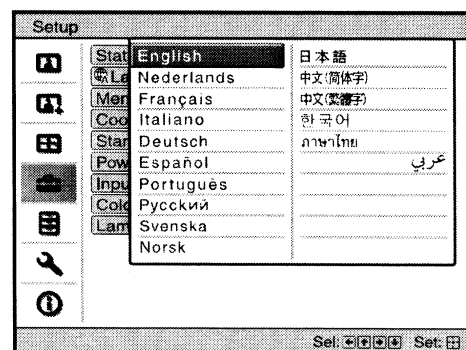 Setup
Stat
La
Men
Coo
Star
Pow
Inpu
Colo
Lam
English
Nederlands
Français
Italiano
Deutsch
Español
Português
Русский
Svenska
Norsk
日本語
中文(简体字)
中文(繁體字)
한국어
ภาษาไทย
عربي
Sel: Set: